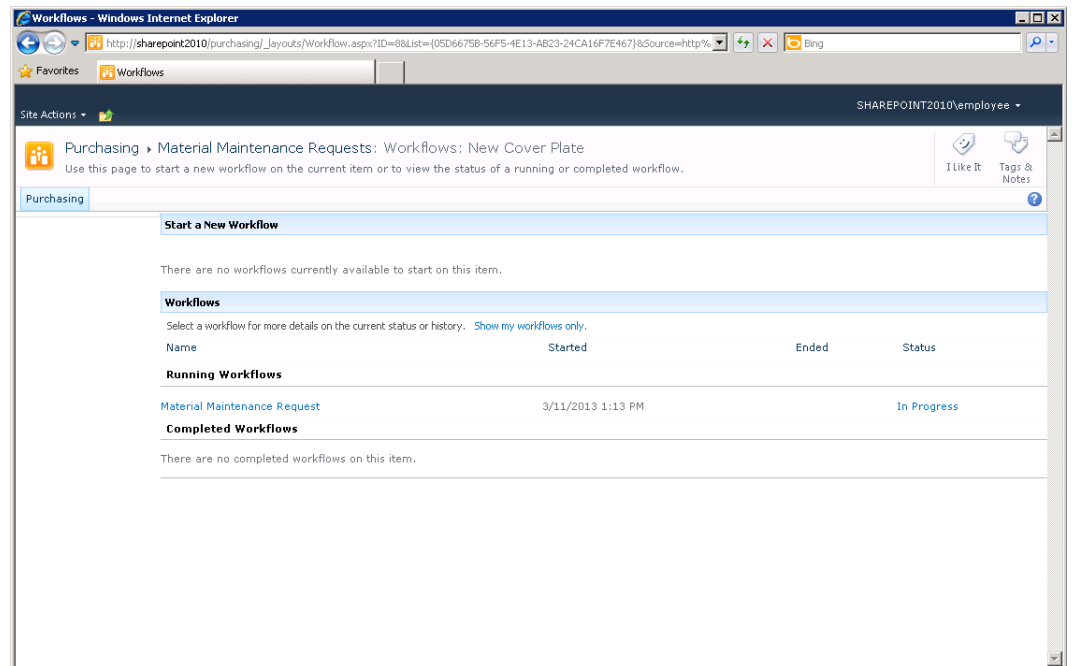 Workflows - Windows Internet Explorer
http://sharepoint2010/purchasing/_layouts/Workflow.aspx?ID=8&List={05D6675B-56F5-4E13-AB23-24CA16F7E467}&Source=http%
Bing
Favorites
Workflows
Site Actions
SHAREPOINT2010\employee
Purchasing ▸ Material Maintenance Requests: Workflows: New Cover Plate
Use this page to start a new workflow on the current item or to view the status of a running or completed workflow.
I Like It
Tags &
Notes
Purchasing
Start a New Workflow
There are no workflows currently available to start on this item.
Workflows
Select a workflow for more details on the current status or history. Show my workflows only.
Name Started Ended Status
Running Workflows
Material Maintenance Request 3/11/2013 1:13 PM In Progress
Completed Workflows
There are no completed workflows on this item.